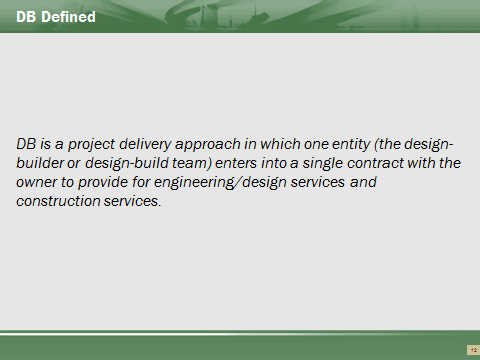 DB Defined
DB is a project delivery approach in which one entity (the design-
builder or design-build team) enters into a single contract with the
owner to provide for engineering/design services and
construction services.
12